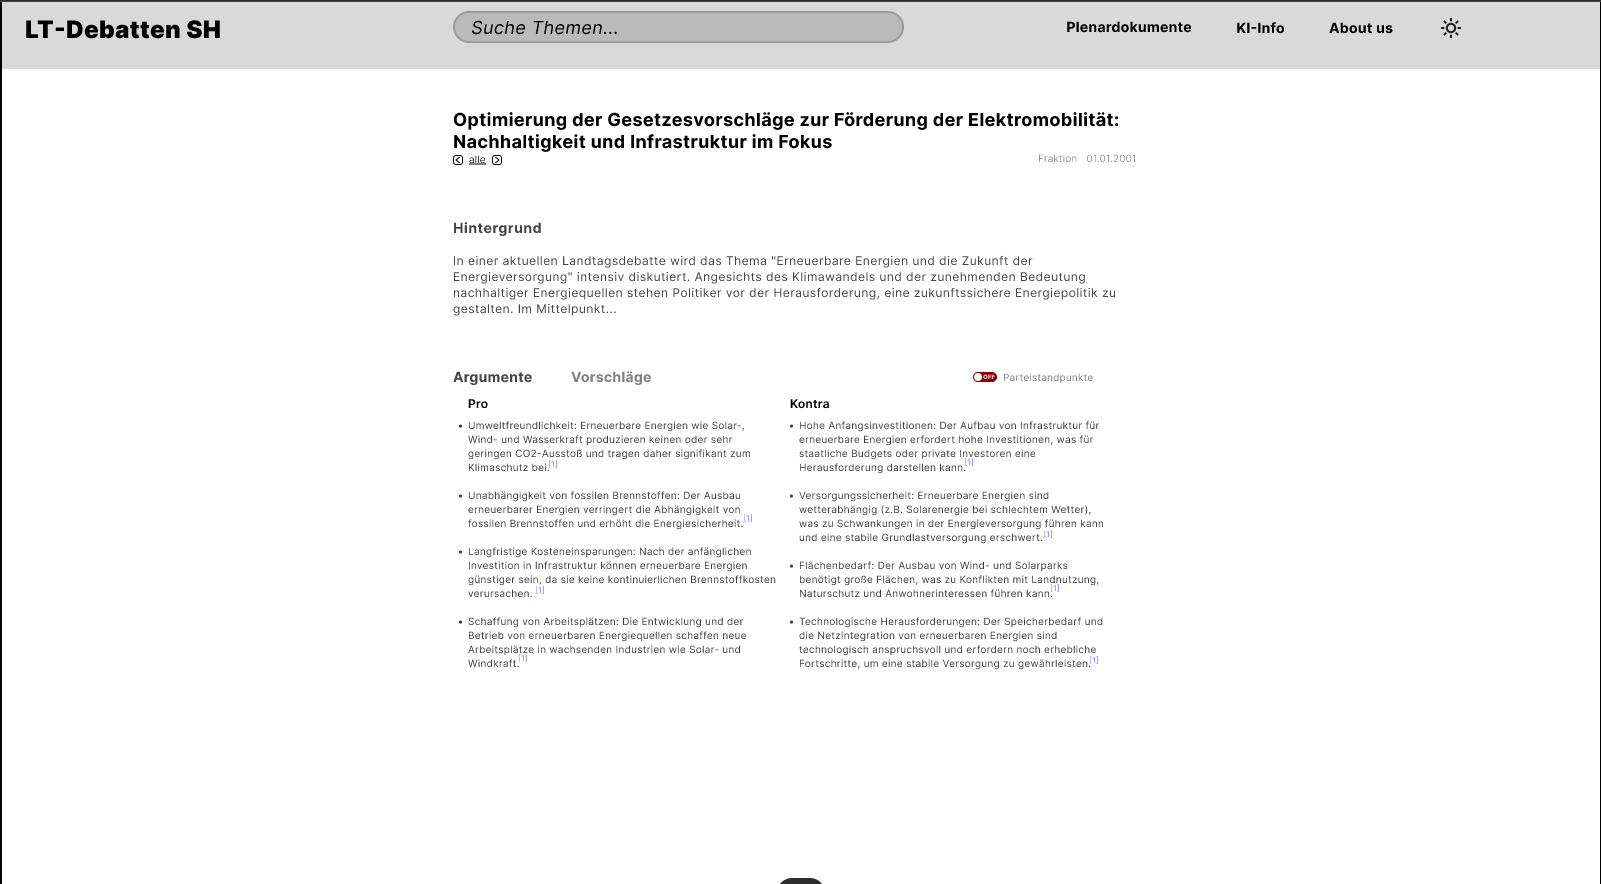 LT-Debatten SH
Suche Themen...
Plenardokumente
KI-Info
About us
Optimierung der Gesetzesvorschläge zur Förderung der Elektromobilität:
Nachhaltigkeit und Infrastruktur im Fokus
alle
Fraktion 01.01.2001
Hintergrund
In einer aktuellen Landtagsdebatte wird das Thema "Erneuerbare Energien und die Zukunft der
Energieversorgung" intensiv diskutiert. Angesichts des Klimawandels und der zunehmenden Bedeutung
nachhaltiger Energiequellen stehen Politiker vor der Herausforderung, eine zukunftssichere Energiepolitik zu
gestalten. Im Mittelpunkt...
Argumente
Vorschläge
OFF Parteistandpunkte
Pro
• Umweltfreundlichkeit: Erneuerbare Energien wie Solar-,
Wind- und Wasserkraft produzieren keinen oder sehr
geringen CO2-Ausstoß und tragen daher signifikant zum
Klimaschutz bei.[1]
• Unabhängigkeit von fossilen Brennstoffen: Der Ausbau
erneuerbarer Energien verringert die Abhängigkeit von
fossilen Brennstoffen und erhöht die Energiesicherheit.[1]
• Langfristige Kosteneinsparungen: Nach der anfänglichen
Investition in Infrastruktur können erneuerbare Energien
günstiger sein, da sie keine kontinuierlichen Brennstoffkosten
verursachen. [1]
• Schaffung von Arbeitsplätzen: Die Entwicklung und der
Betrieb von erneuerbaren Energiequellen schaffen neue
Arbeitsplätze in wachsenden Industrien wie Solar- und
Windkraft.[1]
Kontra
• Hohe Anfangsinvestitionen: Der Aufbau von Infrastruktur für
erneuerbare Energien erfordert hohe Investitionen, was für
staatliche Budgets oder private Investoren eine
Herausforderung darstellen kann.[1]
• Versorgungssicherheit: Erneuerbare Energien sind
wetterabhängig (z.B. Solarenergie bei schlechtem Wetter),
was zu Schwankungen in der Energieversorgung führen kann
und eine stabile Grundlastversorgung erschwert.[1]
• Flächenbedarf: Der Ausbau von Wind- und Solarparks
benötigt große Flächen, was zu Konflikten mit Landnutzung,
Naturschutz und Anwohnerinteressen führen kann.[1]
• Technologische Herausforderungen: Der Speicherbedarf und
die Netzintegration von erneuerbaren Energien sind
technologisch anspruchsvoll und erfordern noch erhebliche
Fortschritte, um eine stabile Versorgung zu gewährleisten.[1]